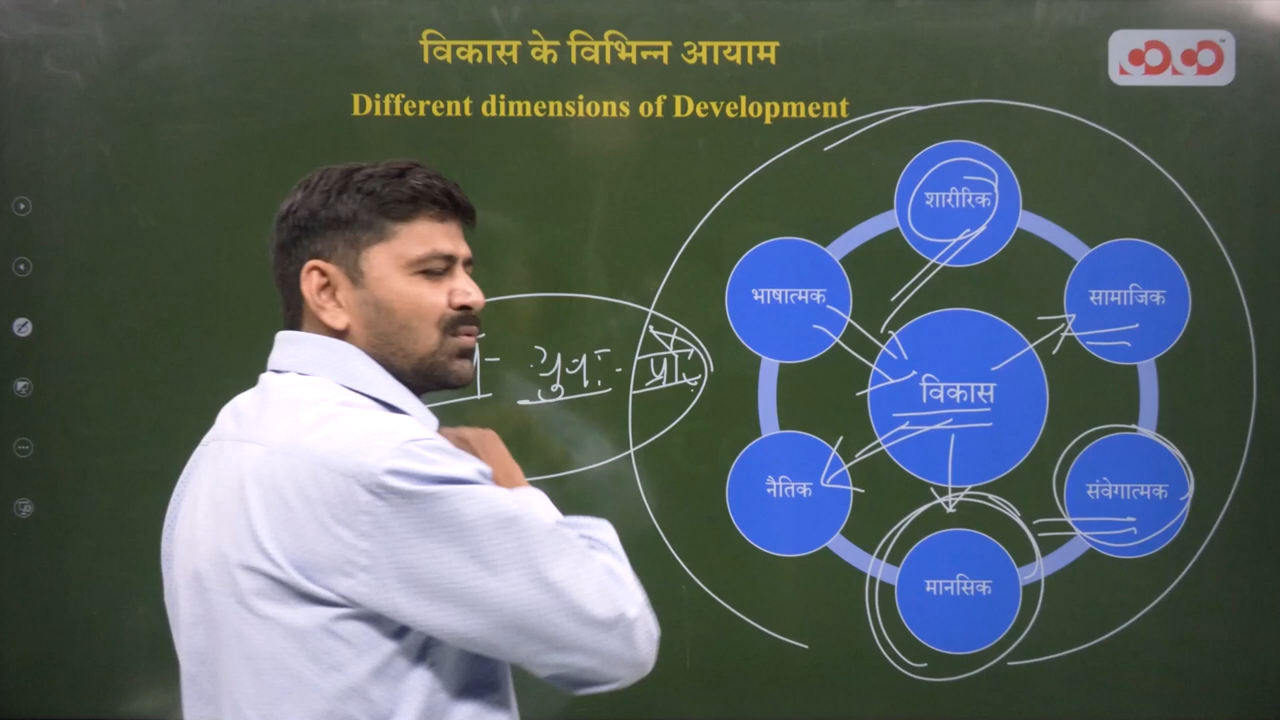 विकास के विभिन्न आयाम
Different dimensions of Development
शारीरिक
भाषात्मक
सामाजिक
विकास
नैतिक
संवेगात्मक
मानसिक